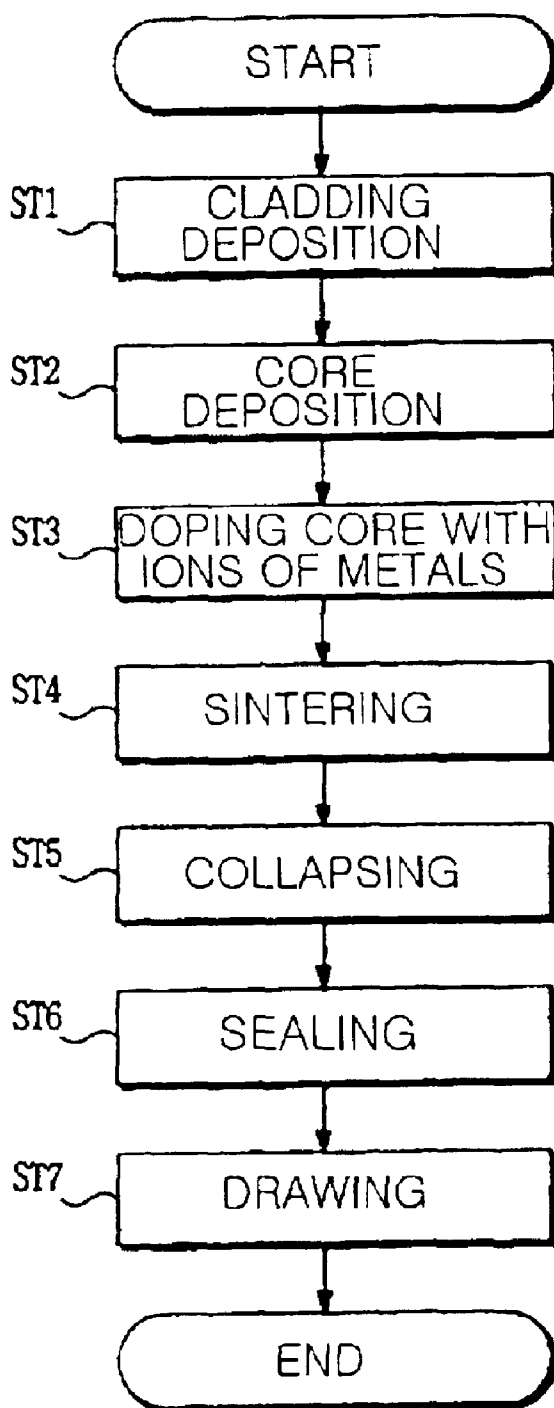 START
ST1
CLADDING
DEPOSITION
ST2
CORE
DEPOSITION
ST3
DOPING CORE WITH
IONS OF METALS
ST4
SINTERING
ST5
COLLAPSING
ST6
SEALING
ST7
DRAWING
END